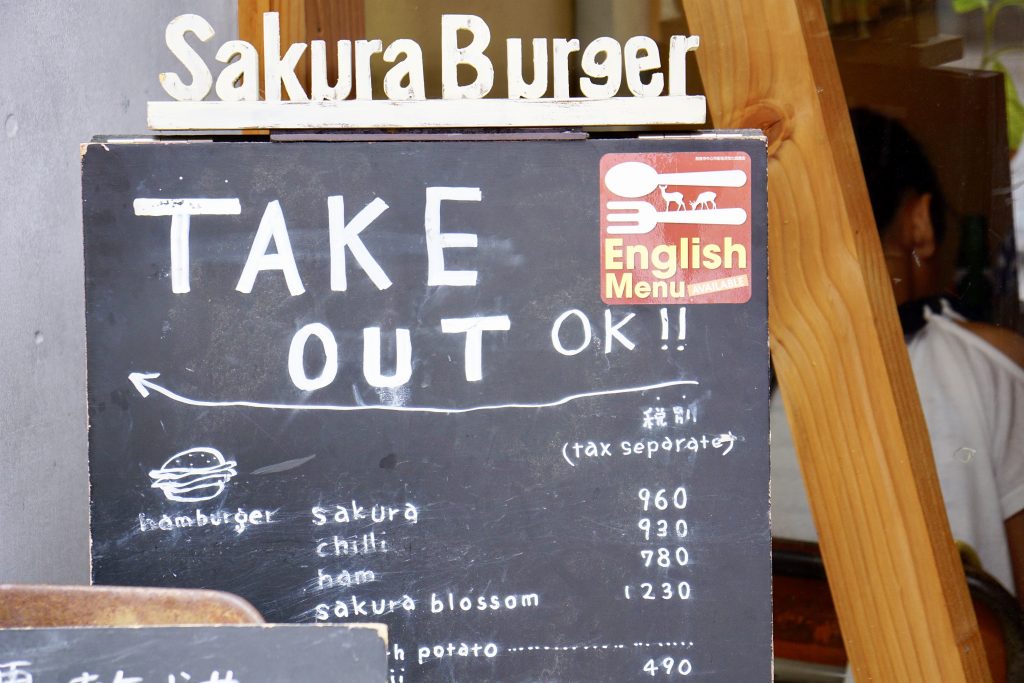 Sakura Burger
TAKE
OUT OK!!
English
Menu AVAILABLE
税別
(tax separate)
hamburger sakura 960
chilli 930
ham 780
sakura blossom 1230
potato
490